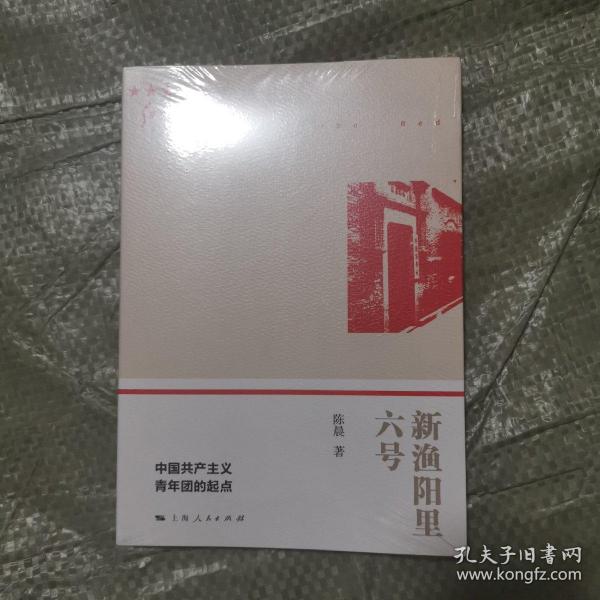 Red
新渔阳里
六号
陈晨 著
中国共产主义
青年团的起点
上海人民出版社
孔夫子旧书网
www.kongfz.com